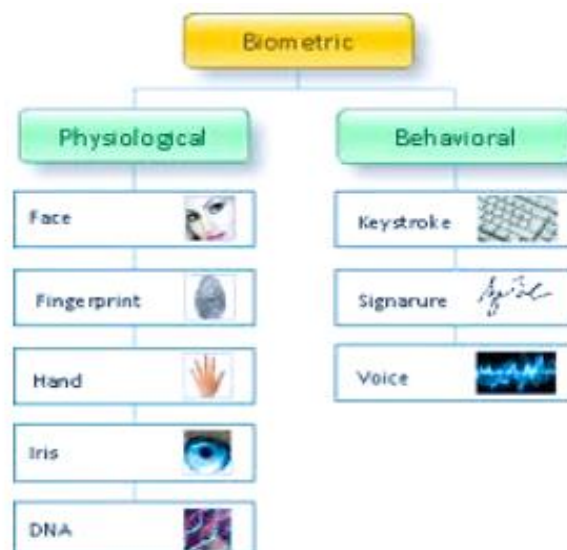 Biometric
Physiological
Behavioral
Face
Fingerprint
Hand
Iris
DNA
Keystroke
Signarure
Voice